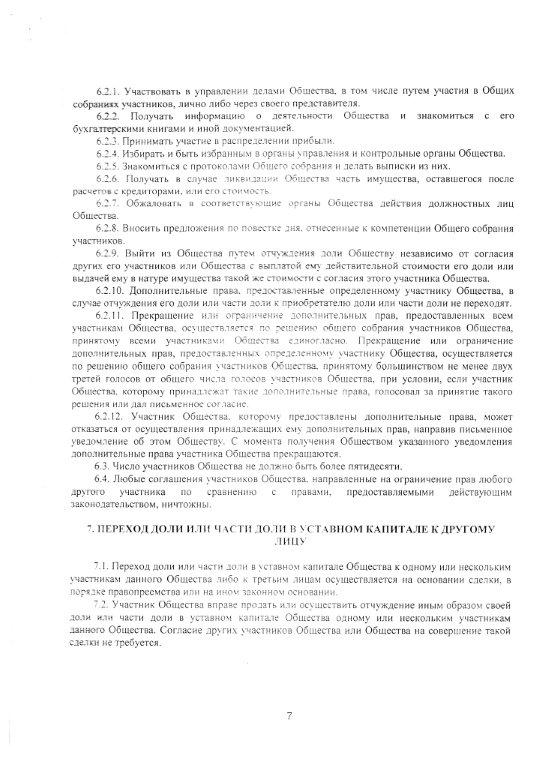 6.2.1. Участвовать в управлении делами Общества, в том числе путем участия в Общих
собраниях участников, лично либо через своего представителя.
6.2.2. Получать информацию о деятельности Общества и знакомиться с его
бухгалтерскими книгами и иной документацией.
6.2.3. Принимать участие в распределении прибыли.
6.2.4. Избирать и быть избранным в органы управления и контрольные органы Общества.
6.2.5. Знакомиться с протоколами Общего собрания и делать выписки из них.
6.2.6. Получать в случае ликвидации Общества часть имущества, оставшегося после
расчетов с кредиторами, или его стоимость.
6.2.7. Обжаловать в соответствующие органы Общества действия должностных лиц
Общества.
6.2.8. Вносить предложения по повестке дня, отнесенные к компетенции Общего собрания
участников.
6.2.9. Выйти из Общества путем отчуждения доли Обществу независимо от согласия
других его участников или Общества с выплатой ему действительной стоимости его доли или
выдачей ему в натуре имущества такой же стоимости с согласия этого участника Общества.
6.2.10. Дополнительные права, предоставленные определенному участнику Общества, в
случае отчуждения его доли или части доли к приобретателю доли или части доли не переходят.
6.2.11. Прекращение или ограничение дополнительных прав, предоставленных всем
участникам Общества, осуществляется по решению общего собрания участников Общества,
принятому всеми участниками Общества единогласно. Прекращение или ограничение
дополнительных прав, предоставленных определенному участнику Общества, осуществляется
по решению общего собрания участников Общества, принятому большинством не менее двух
третей голосов от общего числа голосов участников Общества, при условии, если участник
Общества, которому принадлежат такие дополнительные права, голосовал за принятие такого
решения или дал письменное согласие.
6.2.12. Участник Общества, которому предоставлены дополнительные права, может
отказаться от осуществления принадлежащих ему дополнительных прав, направив письменное
уведомление об этом Обществу. С момента получения Обществом указанного уведомления
дополнительные права участника Общества прекращаются.
6.3. Число участников Общества не должно быть более пятидесяти.
6.4. Любые соглашения участников Общества, направленные на ограничение прав любого
другого участника по сравнению с правами, предоставляемыми действующим
законодательством, ничтожны.
7. ПЕРЕХОД ДОЛИ ИЛИ ЧАСТИ ДОЛИ В УСТАВНОМ КАПИТАЛЕ К ДРУГОМУ
ЛИЦУ
7.1. Переход доли или части доли в уставном капитале Общества к одному или нескольким
участникам данного Общества либо к третьим лицам осуществляется на основании сделки, в
порядке правопреемства или на ином законном основании.
7.2. Участник Общества вправе продать или осуществить отчуждение иным образом своей
доли или части доли в уставном капитале Общества одному или нескольким участникам
данного Общества. Согласие других участников Общества или Общества на совершение такой
сделки не требуется.
7